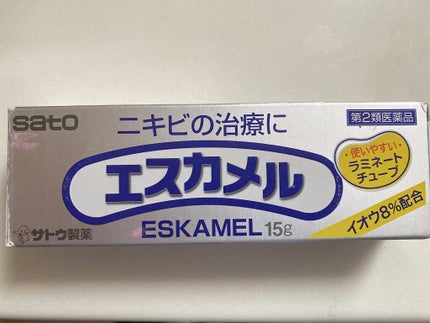 sato
ニキビの治療に
第2類医薬品
エスカメル
使いやすい
ラミネート
チューブ
ESKAMEL 15g
サトウ製薬
イオウ8%配合